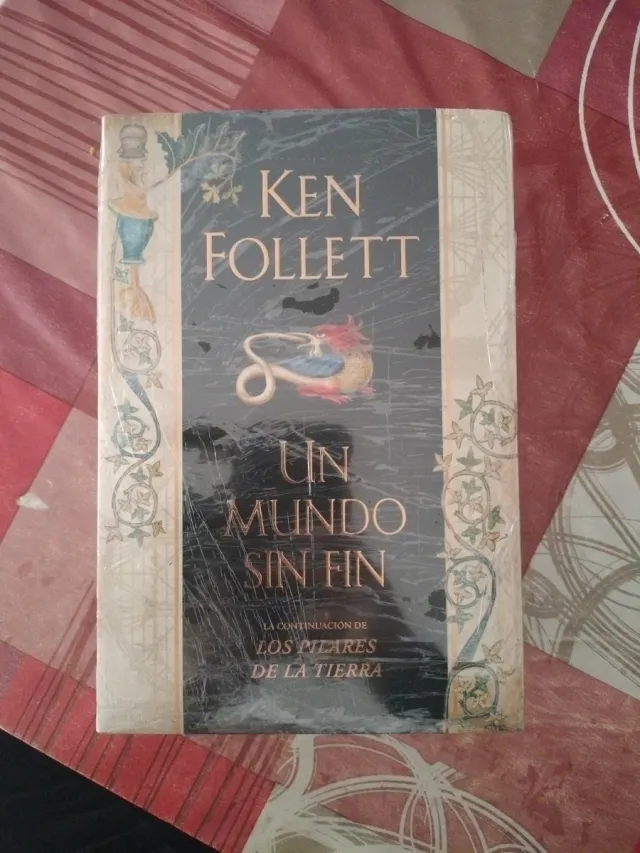 KEN
FOLLETT
UN
MUNDO
SIN FIN
LA CONTINUACIÓN DE
LOS PILARES
DE LA TIERRA